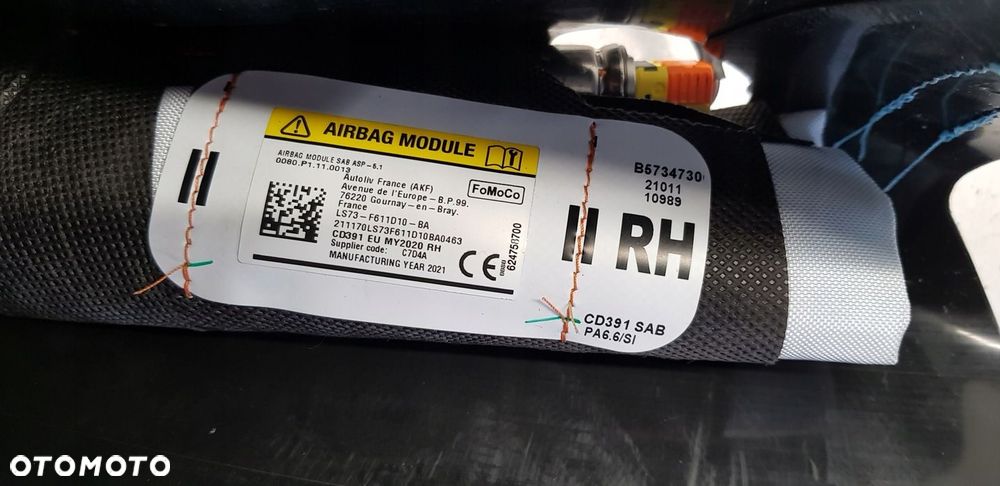 AIRBAG MODULE
AIRBAG MODULE SAB ASP-6.1
0080.P1.11.0013
Autoliv France (AKF)
Avenue de l'Europe-B.P.99.
76220 Gournay-en-Bray.
France
LS73-F611D10-BA
211170LS73F611D10BA0463
CD391 EU MY2020 RH
Supplier code: C7D4A
MANUFACTURING YEAR 2021
FoMoCo
CE
624758700
II
B5734730
21011
10989
II RH
CD391 SAB
PA6.6/SI
OTOMOTO